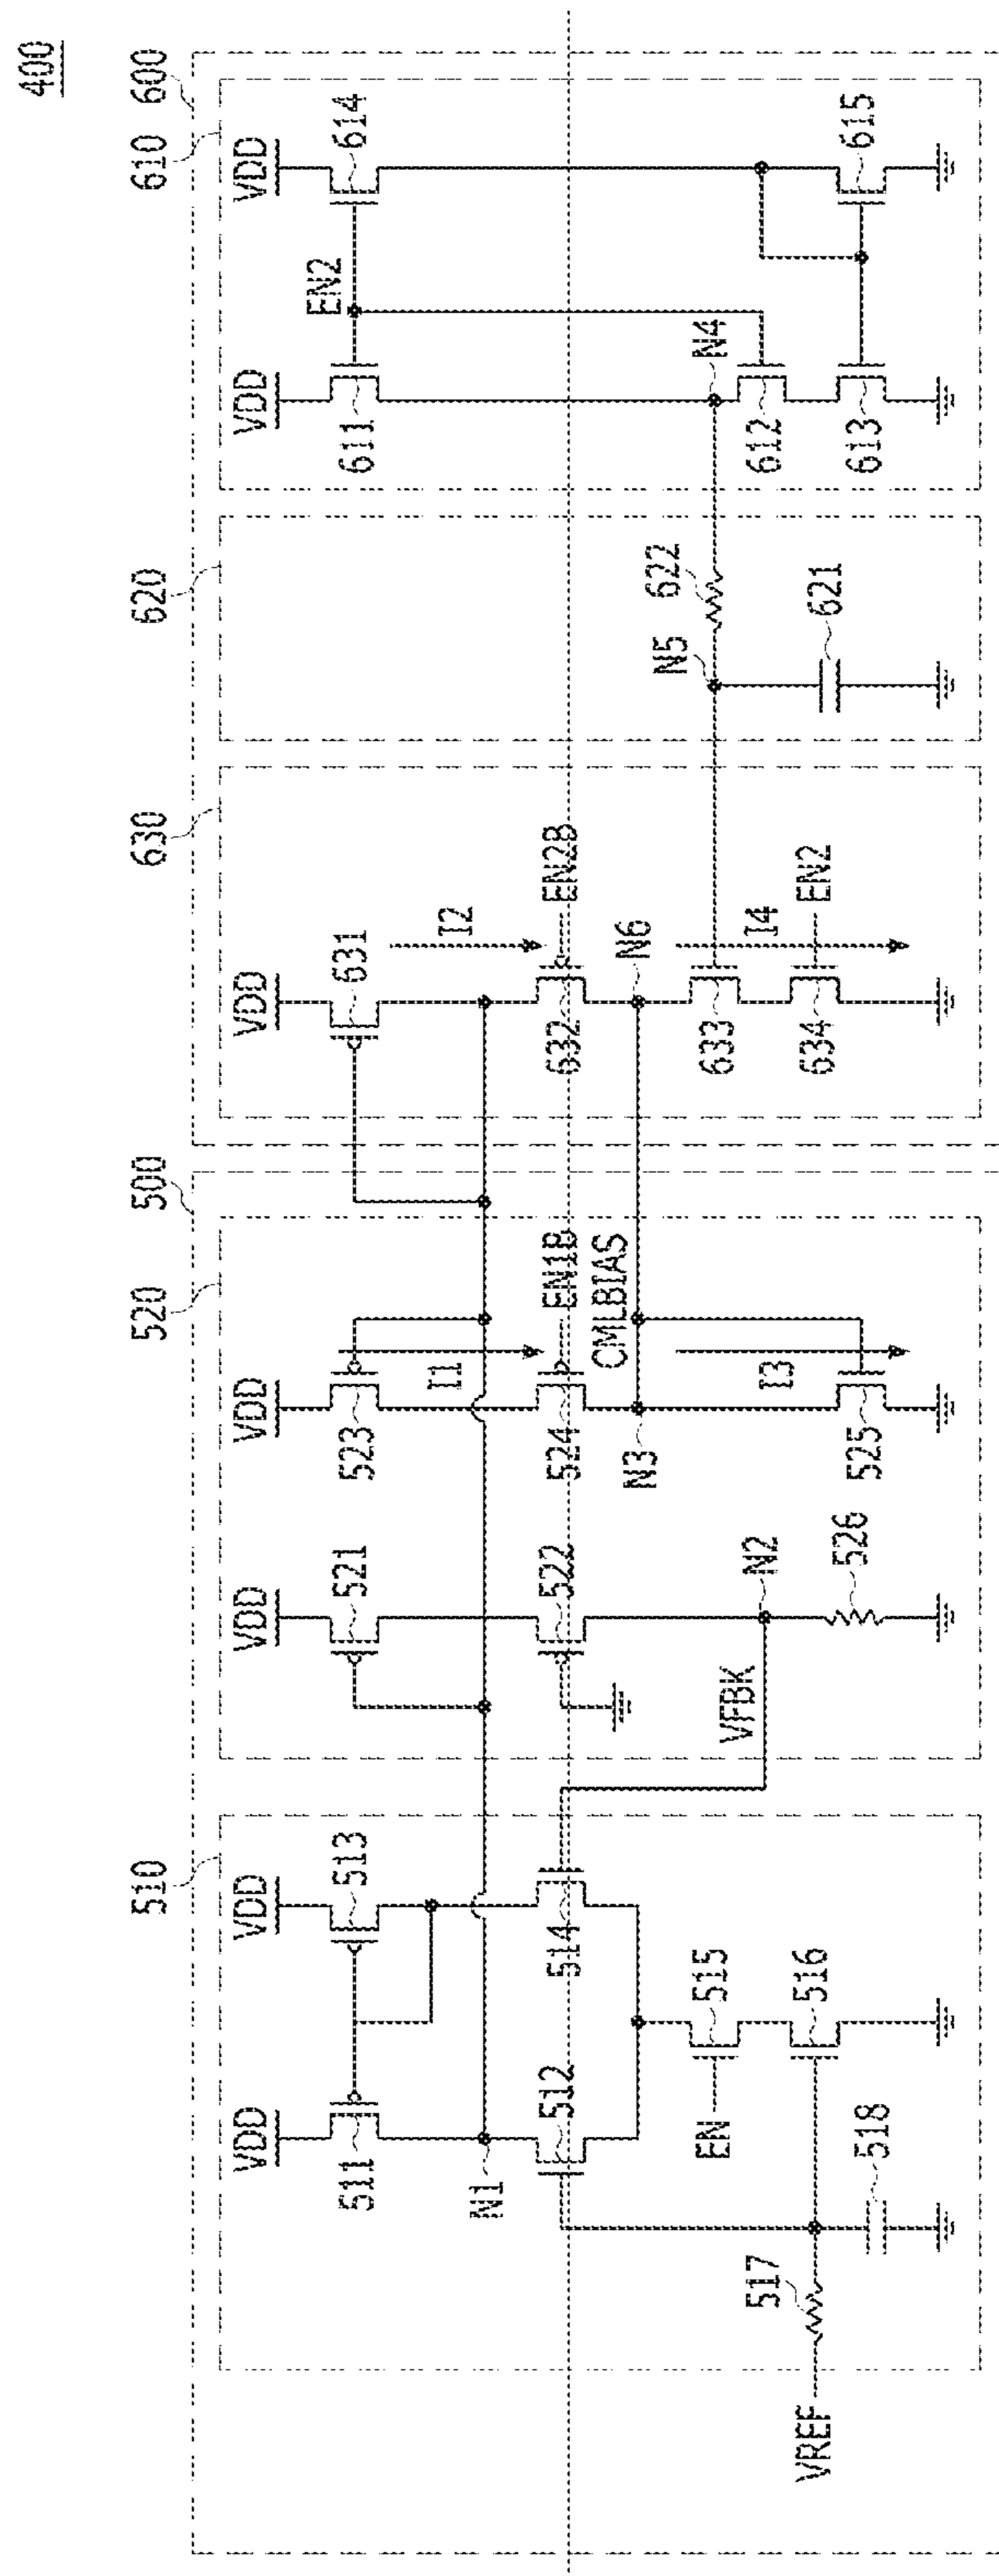 400
510
520
500
630
620
610
600
VDD
VDD
VDD
VDD
VDD
VDD
VDD
511
513
521
523
631
611
EN2
614
N1
I1
I2
512
514
522
524
EN1B
632
EN2B
CMLBIAS
N3
N6
N5
622
N4
EN
515
VFBK
N2
I3
633
I4
612
VREF
517
518
516
526
525
634
EN2
621
613
615